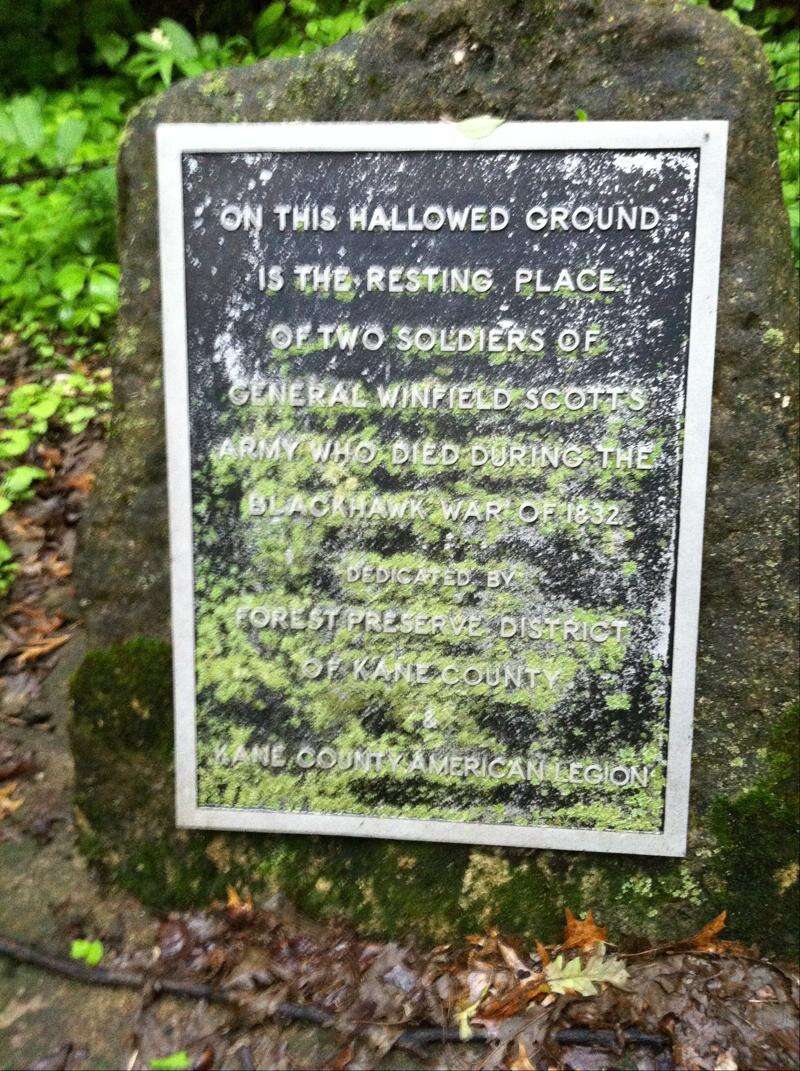 ON THIS HALLOWED GROUND
IS THE RESTING PLACE
OF TWO SOLDIERS OF
GENERAL WINFIELD SCOTT'S
ARMY WHO DIED DURING THE
BLACKHAWK WAR OF 1832
DEDICATED BY
FOREST PRESERVE DISTRICT
OF KANE COUNTY
&
KANE COUNTY AMERICAN LEGION